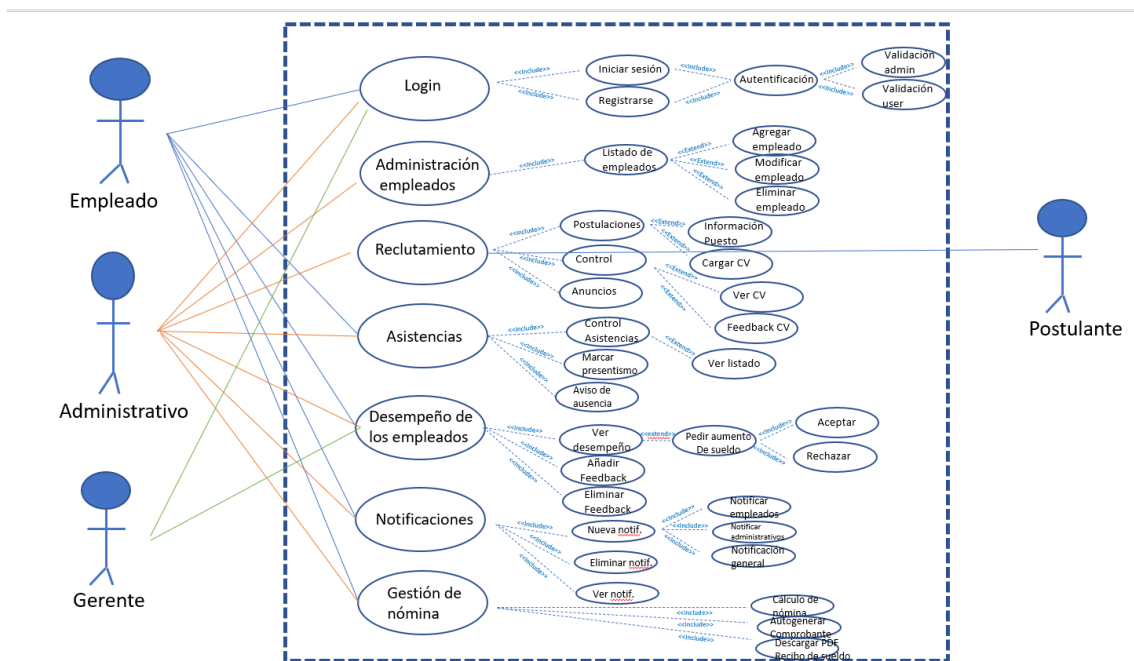 Empleado
Administrativo
Gerente
Postulante
Login
<<Include>>
<<Include>>
Iniciar sesión
Registrarse
<<Include>>
<<Include>>
Autentificación
<<Include>>
<<Include>>
Validación
admin
Validación
user
Administración
empleados
<<Include>>
Listado de
empleados
<<Extend>>
<<Extend>>
<<Extend>>
Agregar
empleado
Modificar
empleado
Eliminar
empleado
Reclutamiento
<<Include>>
<<Include>>
<<Include>>
Postulaciones
Control
Anuncios
<<Extend>>
<<Extend>>
Información
Puesto
Cargar CV
<<Extend>>
<<Extend>>
Ver CV
Feedback CV
Asistencias
<<Include>>
<<Include>>
<<Include>>
Control
Asistencias
Marcar
presentismo
Aviso de
ausencia
<<Extend>>
Ver listado
Desempeño de
los empleados
<<Include>>
<<Include>>
<<Include>>
Ver
desempeño
Añadir
Feedback
Eliminar
Feedback
<<extend>>
Pedir aumento
De sueldo
<<Include>>
<<Include>>
Aceptar
Rechazar
Notificaciones
<<Include>>
<<Include>>
<<Include>>
Nueva notif.
Eliminar notif.
Ver notif.
<<Include>>
<<Include>>
<<Include>>
Notificar
empleados
Notificar
administrativos
Notificación
general
Gestión de
nómina
<<Include>>
<<Include>>
<<Include>>
Cálculo de
nómina
Autogenerar
Comprobante
Descargar PDF
Recibo de sueldo